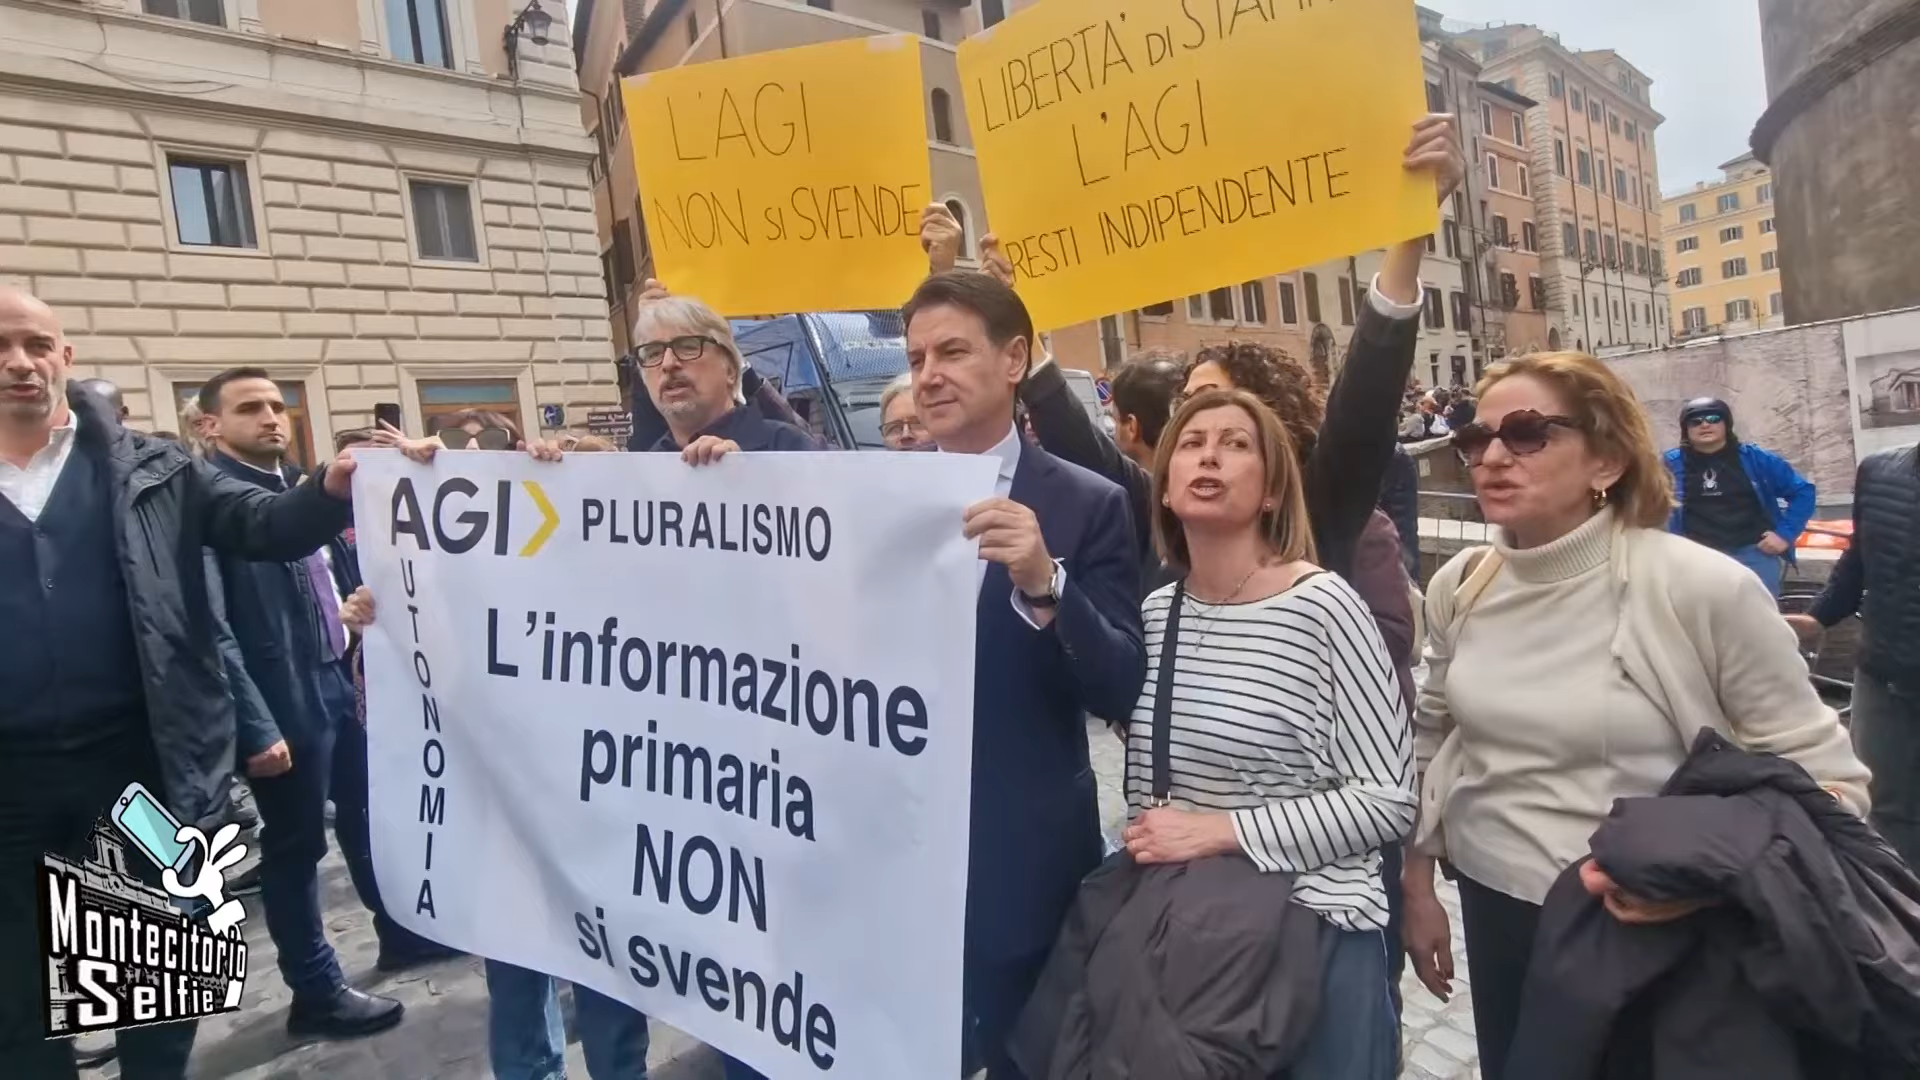 L'AGI
NON SI SVENDE
LIBERTA' DI
L'AGI
RESTI INDIPENDENTE
AGI PLURALISMO
AUTONOMIA
L'informazione
primaria
NON
si svende
Montecitorio
Selfie